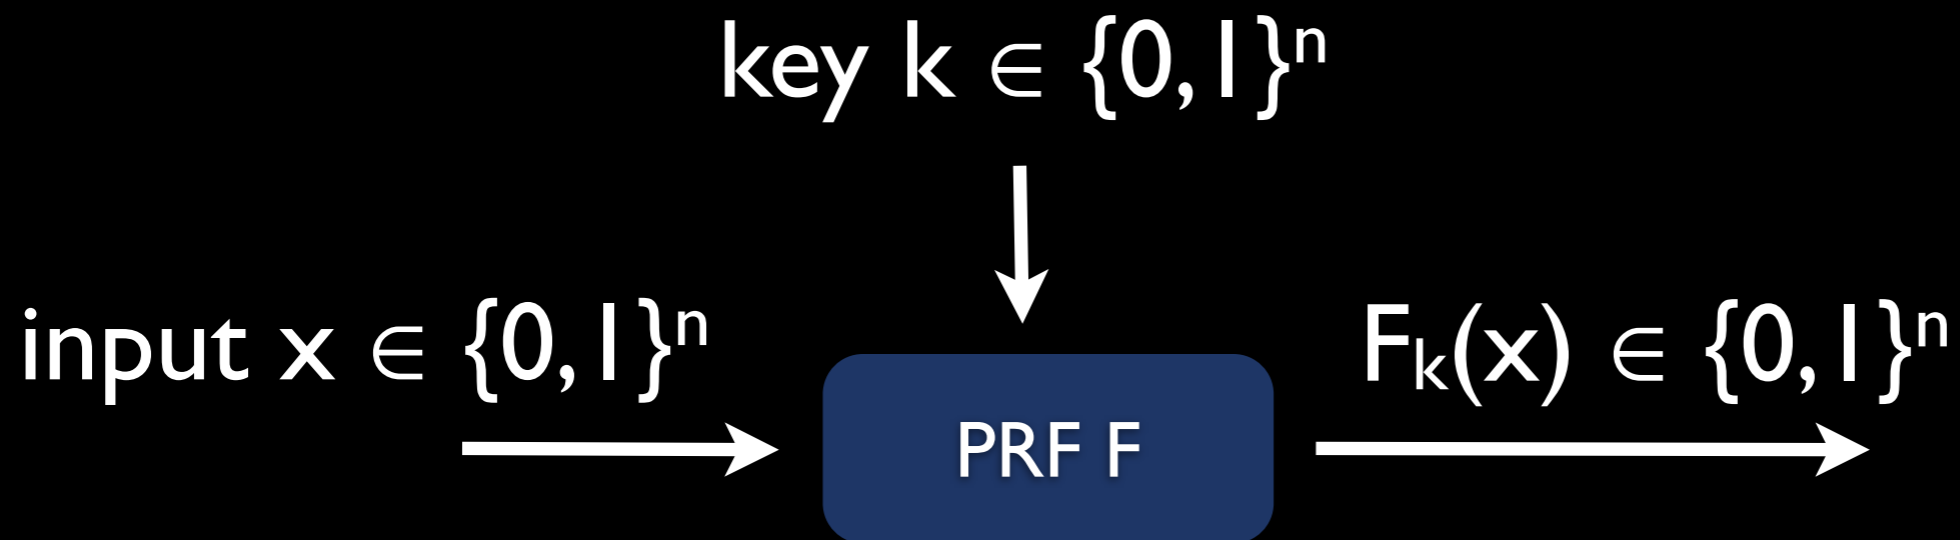 key k ∈ {0,1}ⁿ
input x ∈ {0,1}ⁿ
Fₖ(x) ∈ {0,1}ⁿ
PRF F